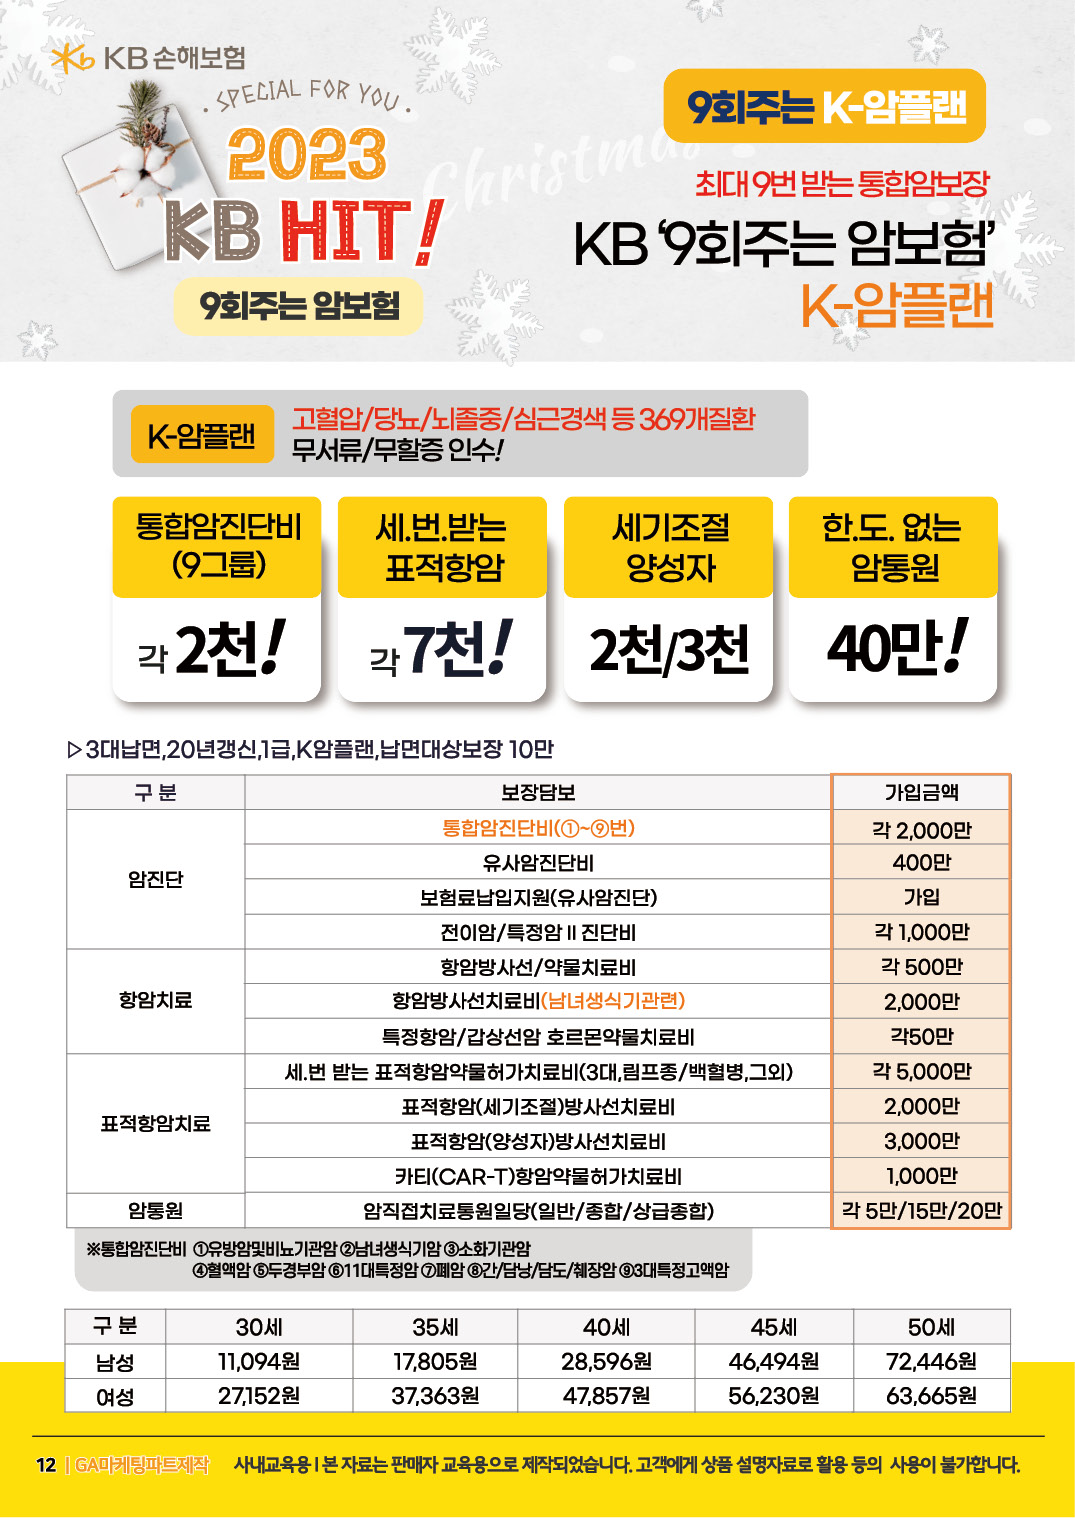 KB 손해보험
· SPECIAL FOR YOU ·
2023
KB HIT!
9회주는 암보험
Christmas
9회주는 K-암플랜
최대 9번 받는 통합암보장
KB ‘9회주는 암보험’
K-암플랜
K-암플랜
고혈압/당뇨/뇌졸중/심근경색 등 369개질환
무서류/무할증 인수!
통합암진단비
(9그룹)
각 2천!
세.번.받는
표적항암
각 7천!
세기조절
양성자
2천/3천
한.도. 없는
암통원
40만!
▷3대납면,20년갱신,1급,K암플랜,납면대상보장 10만
구 분 보장담보 가입금액
암진단
통합암진단비(①~⑨번) 각 2,000만
유사암진단비 400만
보험료납입지원(유사암진단) 가입
전이암/특정암Ⅱ진단비 각 1,000만
항암치료
항암방사선/약물치료비 각 500만
항암방사선치료비(남녀생식기관련) 2,000만
특정항암/갑상선암 호르몬약물치료비 각50만
표적항암치료
세.번 받는 표적항암약물허가치료비(3대,림프종/백혈병,그외) 각 5,000만
표적항암(세기조절)방사선치료비 2,000만
표적항암(양성자)방사선치료비 3,000만
카티(CAR-T)항암약물허가치료비 1,000만
암통원 암직접치료통원일당(일반/종합/상급종합) 각 5만/15만/20만
※통합암진단비 ①유방암및비뇨기관암 ②남녀생식기암 ③소화기관암
④혈액암 ⑤두경부암 ⑥11대특정암 ⑦폐암 ⑧간/담낭/담도/췌장암 ⑨3대특정고액암
구 분 30세 35세 40세 45세 50세
남성 11,094원 17,805원 28,596원 46,494원 72,446원
여성 27,152원 37,363원 47,857원 56,230원 63,665원
12 | GA마케팅파트제작 사내교육용 I 본 자료는 판매자 교육용으로 제작되었습니다. 고객에게 상품 설명자료로 활용 등의 사용이 불가합니다.